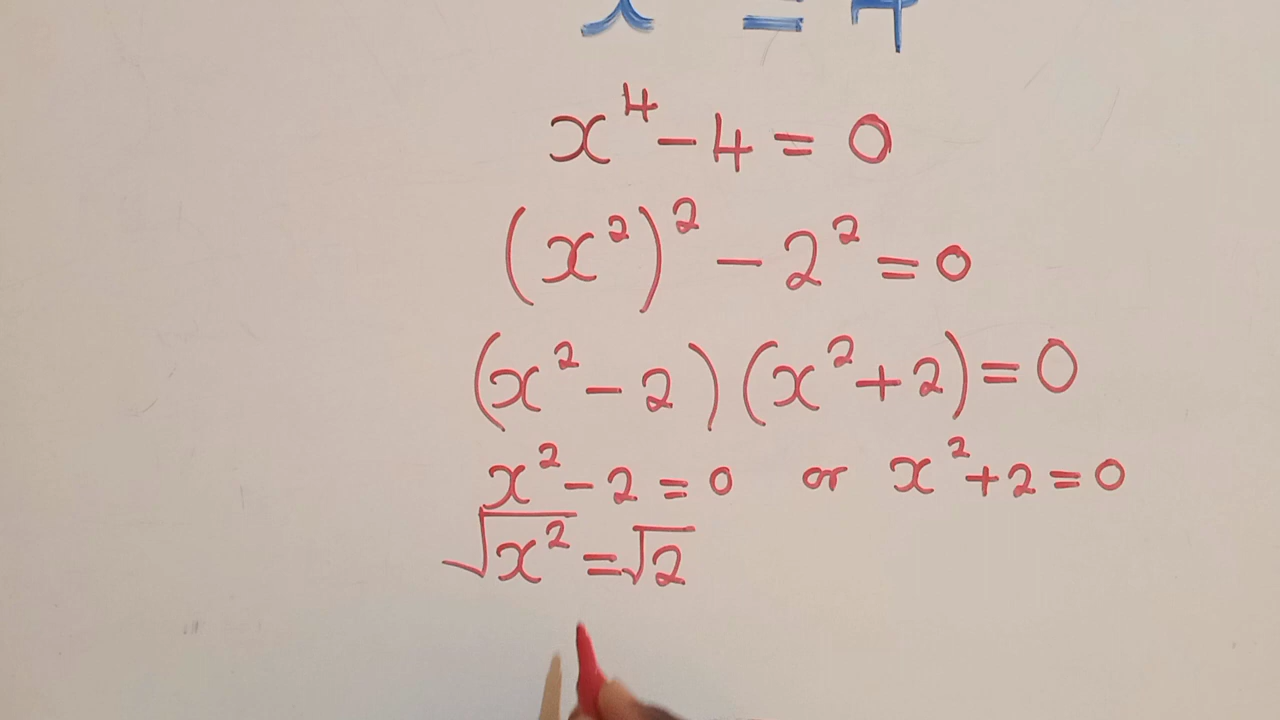 x = 4
x⁴ - 4 = 0
(x²)² - 2² = 0
(x² - 2)(x² + 2) = 0
x² - 2 = 0 or x² + 2 = 0
√x² = √2